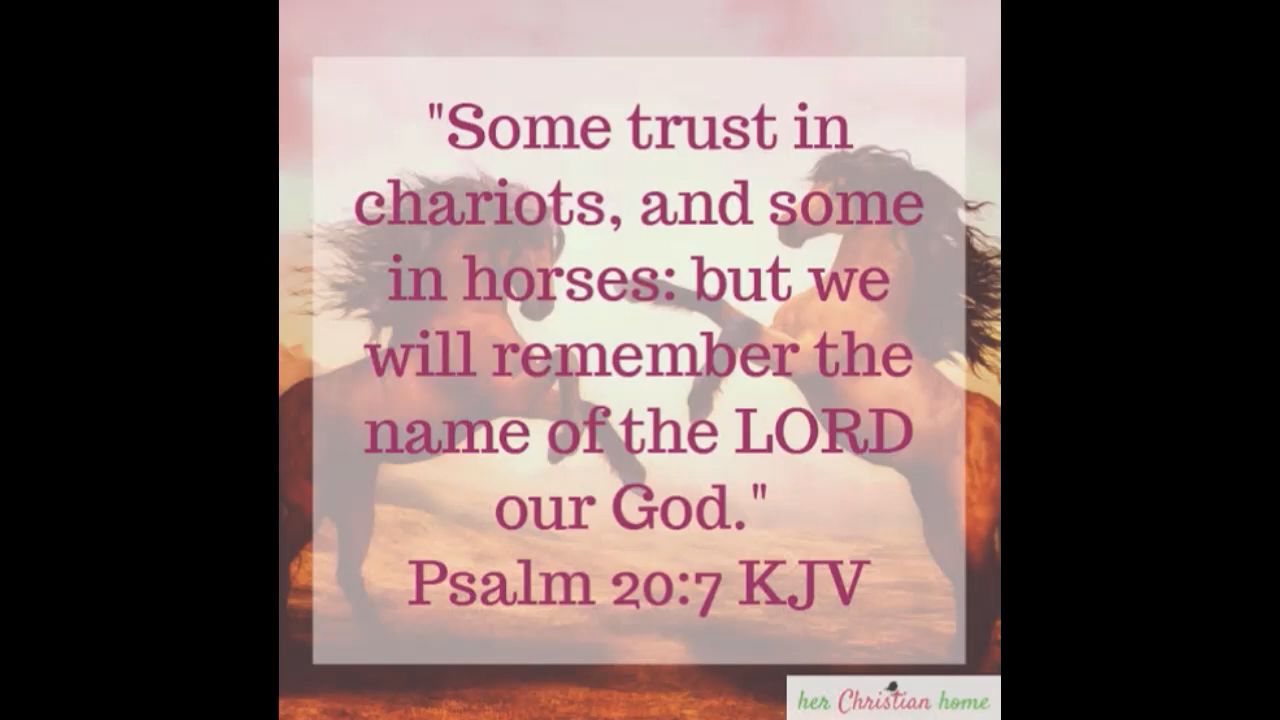 "Some trust in
chariots, and some
in horses: but we
will remember the
name of the LORD
our God."
Psalm 20:7 KJV
her Christian home